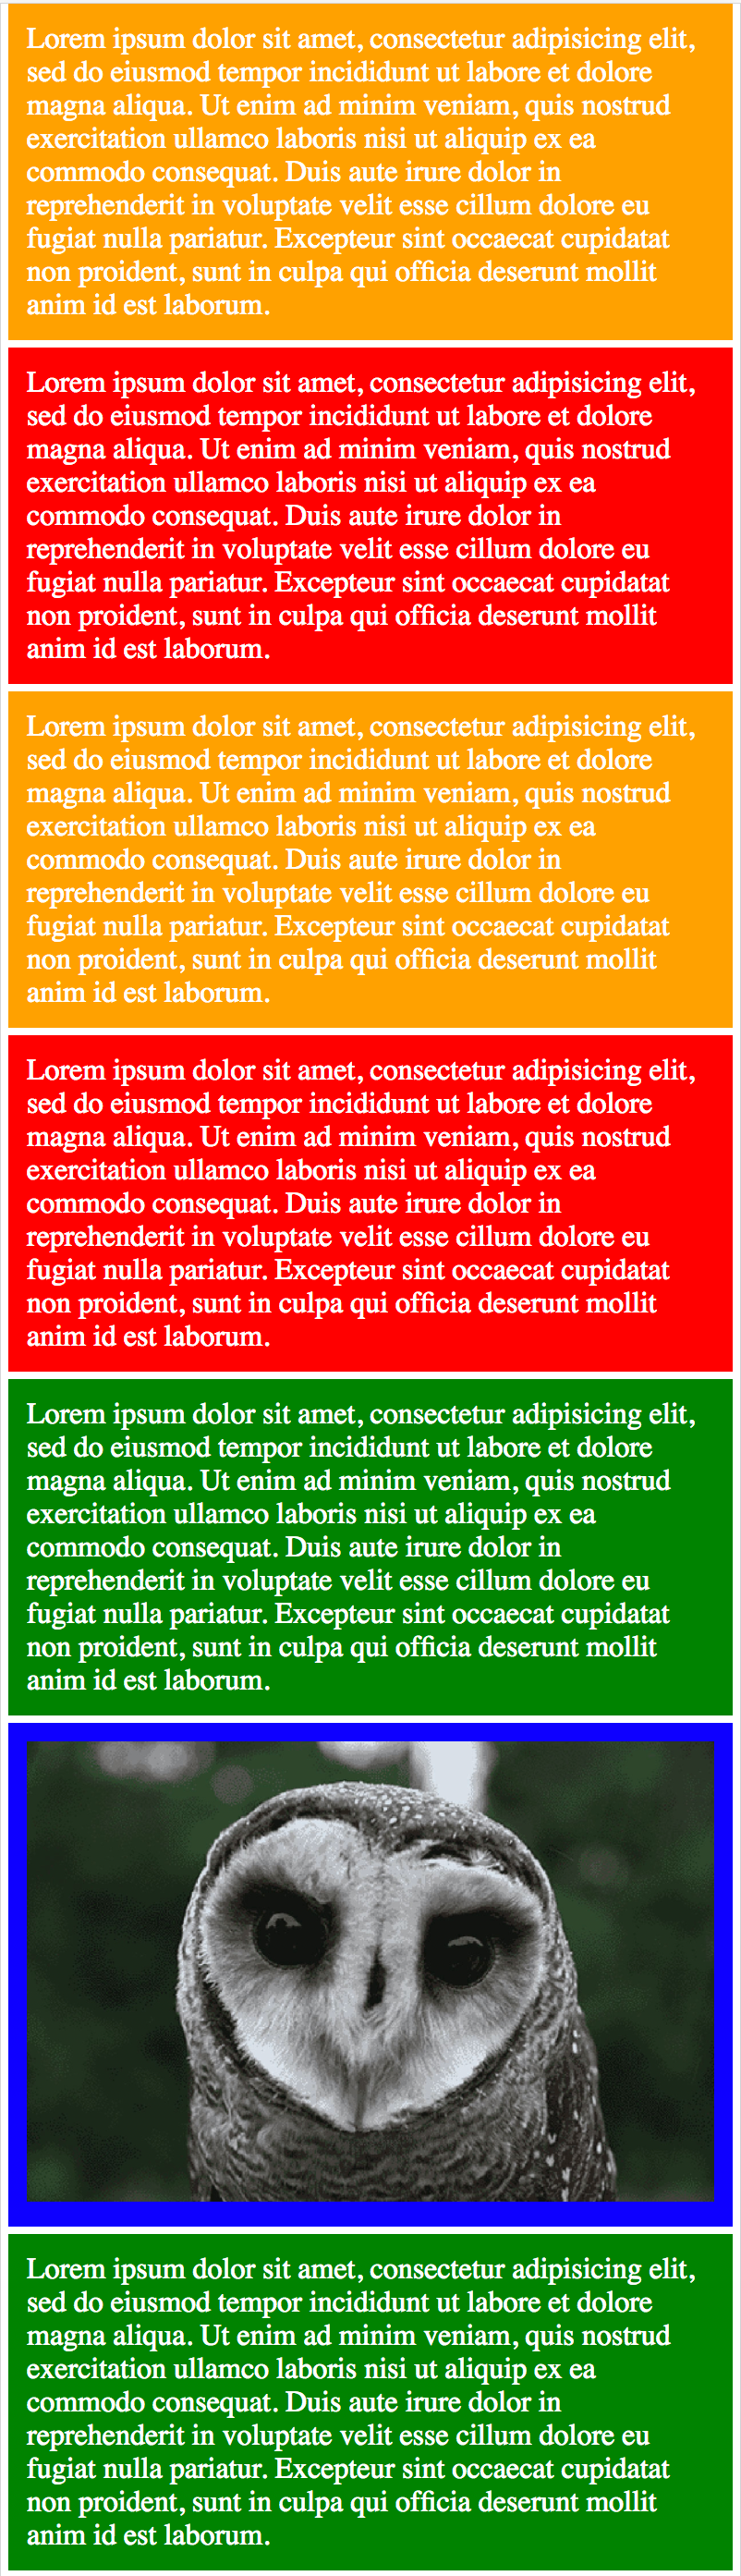 Lorem ipsum dolor sit amet, consectetur adipisicing elit,
sed do eiusmod tempor incididunt ut labore et dolore
magna aliqua. Ut enim ad minim veniam, quis nostrud
exercitation ullamco laboris nisi ut aliquip ex ea
commodo consequat. Duis aute irure dolor in
reprehenderit in voluptate velit esse cillum dolore eu
fugiat nulla pariatur. Excepteur sint occaecat cupidatat
non proident, sunt in culpa qui officia deserunt mollit
anim id est laborum.
Lorem ipsum dolor sit amet, consectetur adipisicing elit,
sed do eiusmod tempor incididunt ut labore et dolore
magna aliqua. Ut enim ad minim veniam, quis nostrud
exercitation ullamco laboris nisi ut aliquip ex ea
commodo consequat. Duis aute irure dolor in
reprehenderit in voluptate velit esse cillum dolore eu
fugiat nulla pariatur. Excepteur sint occaecat cupidatat
non proident, sunt in culpa qui officia deserunt mollit
anim id est laborum.
Lorem ipsum dolor sit amet, consectetur adipisicing elit,
sed do eiusmod tempor incididunt ut labore et dolore
magna aliqua. Ut enim ad minim veniam, quis nostrud
exercitation ullamco laboris nisi ut aliquip ex ea
commodo consequat. Duis aute irure dolor in
reprehenderit in voluptate velit esse cillum dolore eu
fugiat nulla pariatur. Excepteur sint occaecat cupidatat
non proident, sunt in culpa qui officia deserunt mollit
anim id est laborum.
Lorem ipsum dolor sit amet, consectetur adipisicing elit,
sed do eiusmod tempor incididunt ut labore et dolore
magna aliqua. Ut enim ad minim veniam, quis nostrud
exercitation ullamco laboris nisi ut aliquip ex ea
commodo consequat. Duis aute irure dolor in
reprehenderit in voluptate velit esse cillum dolore eu
fugiat nulla pariatur. Excepteur sint occaecat cupidatat
non proident, sunt in culpa qui officia deserunt mollit
anim id est laborum.
Lorem ipsum dolor sit amet, consectetur adipisicing elit,
sed do eiusmod tempor incididunt ut labore et dolore
magna aliqua. Ut enim ad minim veniam, quis nostrud
exercitation ullamco laboris nisi ut aliquip ex ea
commodo consequat. Duis aute irure dolor in
reprehenderit in voluptate velit esse cillum dolore eu
fugiat nulla pariatur. Excepteur sint occaecat cupidatat
non proident, sunt in culpa qui officia deserunt mollit
anim id est laborum.
Lorem ipsum dolor sit amet, consectetur adipisicing elit,
sed do eiusmod tempor incididunt ut labore et dolore
magna aliqua. Ut enim ad minim veniam, quis nostrud
exercitation ullamco laboris nisi ut aliquip ex ea
commodo consequat. Duis aute irure dolor in
reprehenderit in voluptate velit esse cillum dolore eu
fugiat nulla pariatur. Excepteur sint occaecat cupidatat
non proident, sunt in culpa qui officia deserunt mollit
anim id est laborum.